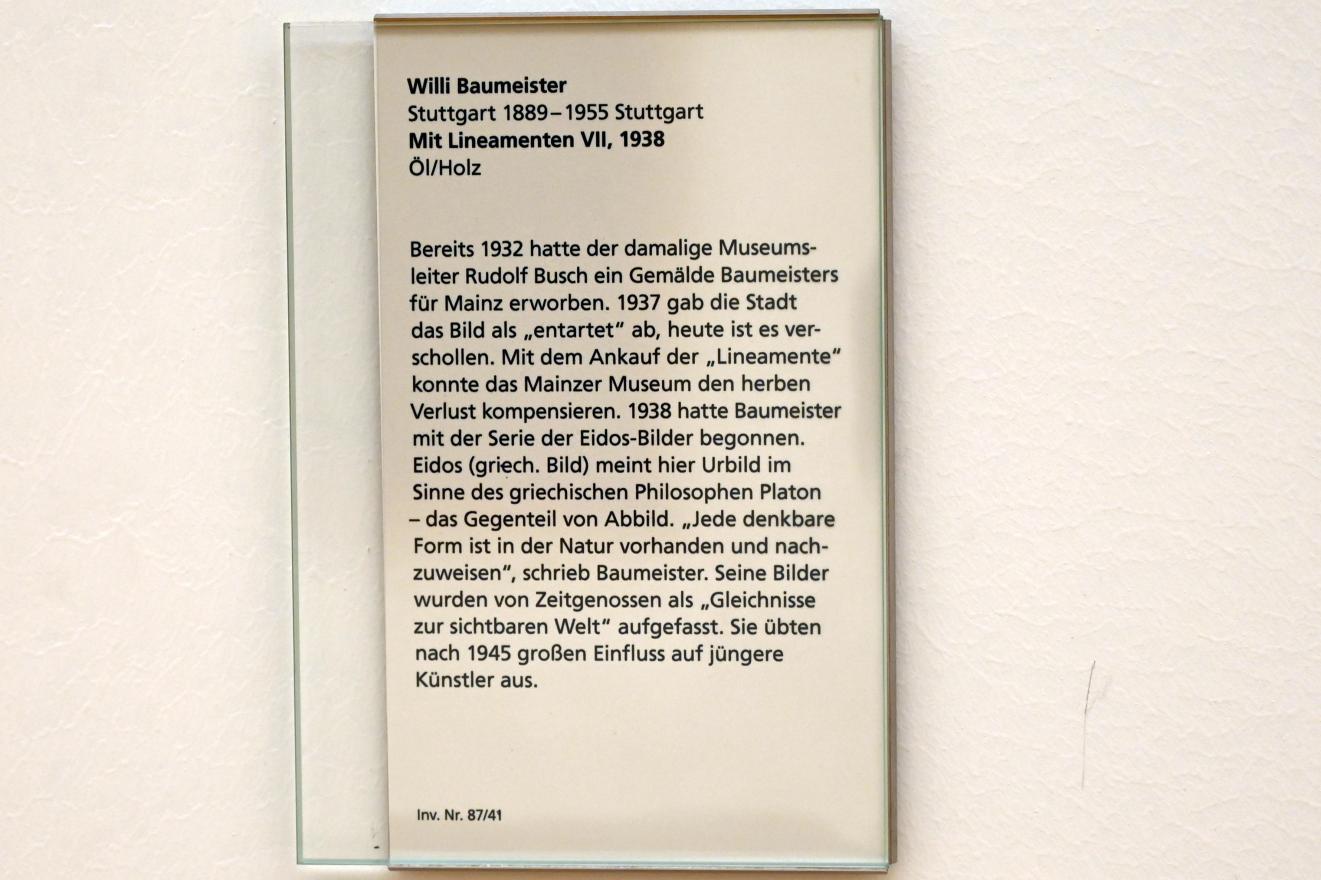 Willi Baumeister
Stuttgart 1889 – 1955 Stuttgart
Mit Lineamenten VII, 1938
Öl/Holz
Bereits 1932 hatte der damalige Museums-
leiter Rudolf Busch ein Gemälde Baumeisters
für Mainz erworben. 1937 gab die Stadt
das Bild als „entartet“ ab, heute ist es ver-
schollen. Mit dem Ankauf der „Lineamente“
konnte das Mainzer Museum den herben
Verlust kompensieren. 1938 hatte Baumeister
mit der Serie der Eidos-Bilder begonnen.
Eidos (griech. Bild) meint hier Urbild im
Sinne des griechischen Philosophen Platon
– das Gegenteil von Abbild. „Jede denkbare
Form ist in der Natur vorhanden und nach-
zuweisen“, schrieb Baumeister. Seine Bilder
wurden von Zeitgenossen als „Gleichnisse
zur sichtbaren Welt“ aufgefasst. Sie übten
nach 1945 großen Einfluss auf jüngere
Künstler aus.
Inv. Nr. 87/41